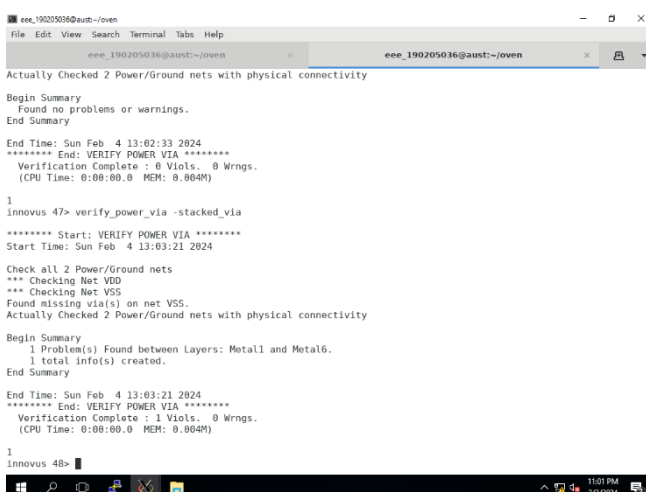 eee_190205036@aust:~/oven
File Edit View Search Terminal Tabs Help
eee_190205036@aust:~/oven
eee_190205036@aust:~/oven
Actually Checked 2 Power/Ground nets with physical connectivity
Begin Summary
Found no problems or warnings.
End Summary
End Time: Sun Feb 4 13:02:33 2024
******** End: VERIFY POWER VIA ********
Verification Complete : 0 Viols. 0 Wrngs.
(CPU Time: 0:00:00.0 MEM: 0.004M)
1
innovus 47> verify_power_via -stacked_via
******** Start: VERIFY POWER VIA ********
Start Time: Sun Feb 4 13:03:21 2024
Check all 2 Power/Ground nets
*** Checking Net VDD
*** Checking Net VSS
Found missing via(s) on net VSS.
Actually Checked 2 Power/Ground nets with physical connectivity
Begin Summary
1 Problem(s) Found between Layers: Metal1 and Metal6.
1 total info(s) created.
End Summary
End Time: Sun Feb 4 13:03:21 2024
******** End: VERIFY POWER VIA ********
Verification Complete : 1 Viols. 0 Wrngs.
(CPU Time: 0:00:00.0 MEM: 0.004M)
1
innovus 48>
11:01 PM